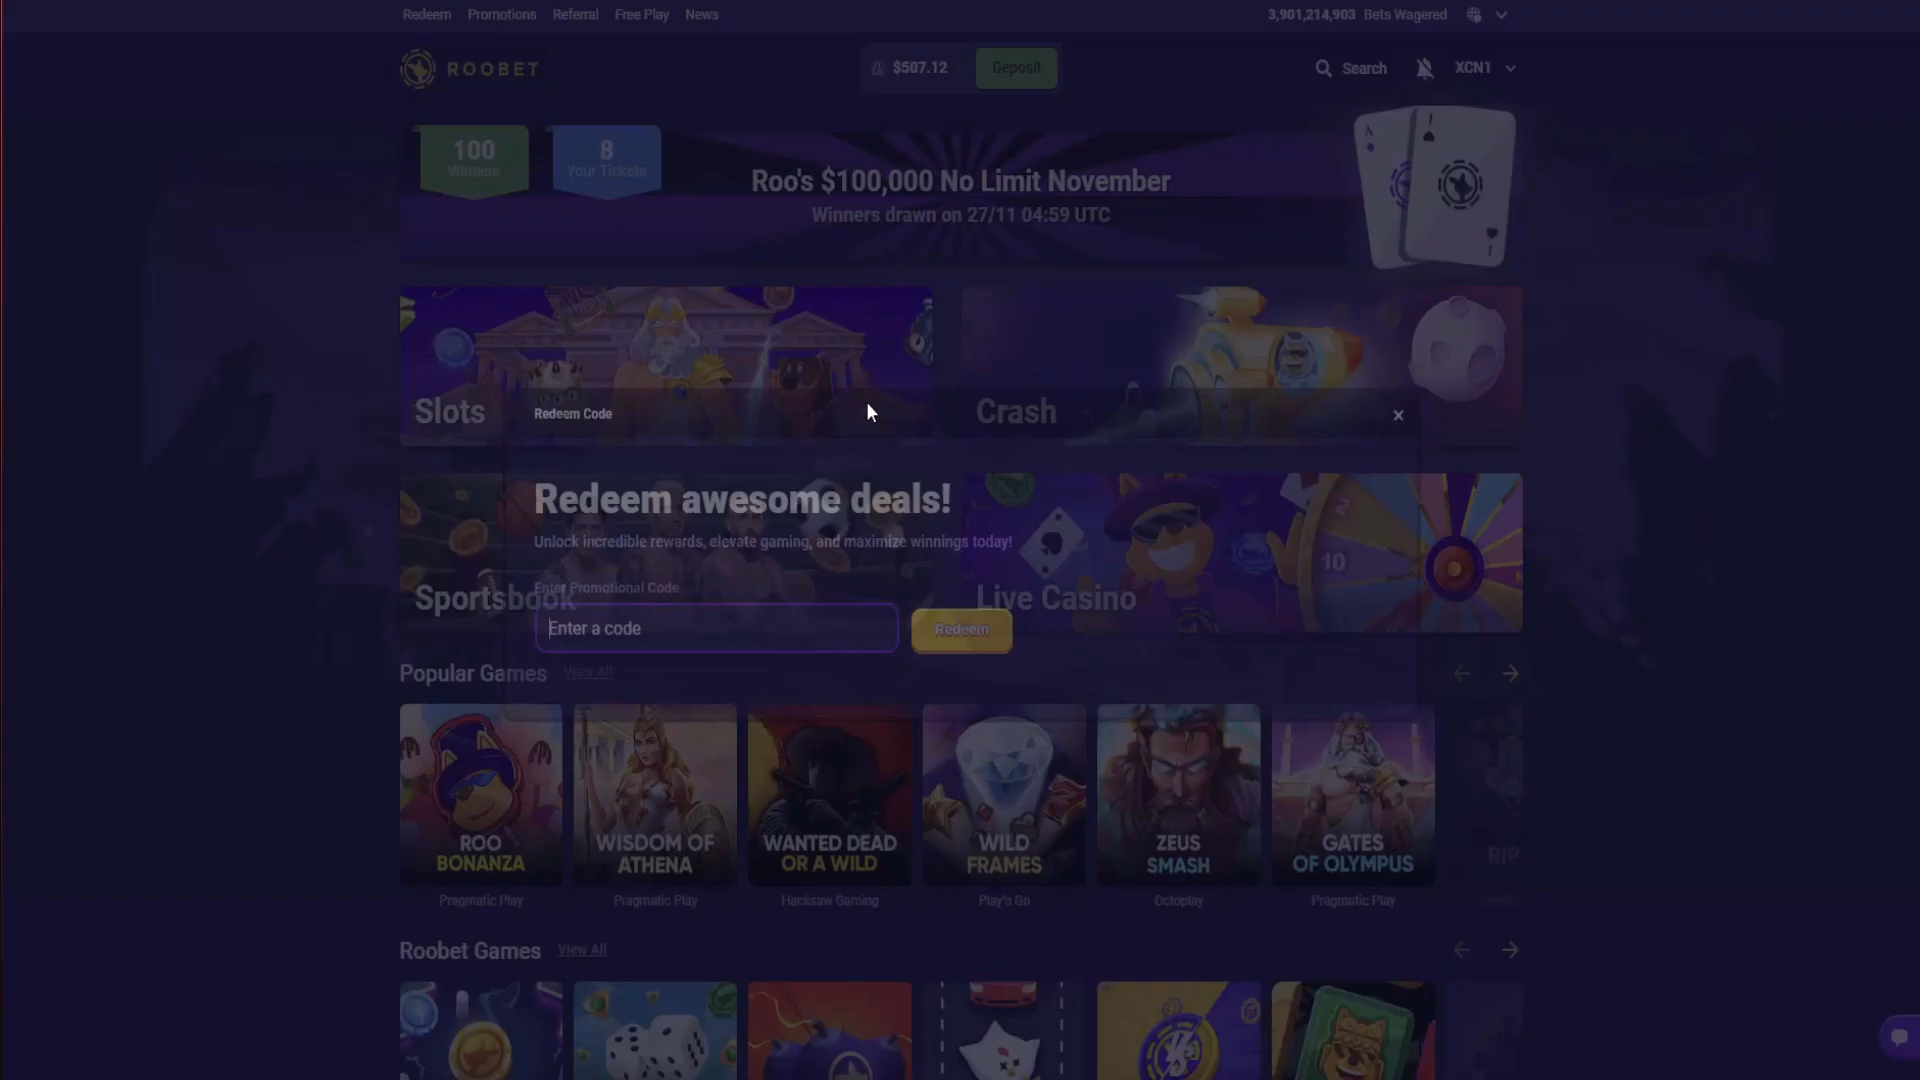 Redeem Promotions Referral Free Play News
3,901,214,903 Bets Wagered
ROOBET
$507.12 Deposit
Search
XCN1
100
Winners
8
Your Tickets
Roo's $100,000 No Limit November
Winners drawn on 27/11 04:59 UTC
Slots
Crash
Redeem Code
Redeem awesome deals!
Unlock incredible rewards, elevate gaming, and maximize winnings today!
Enter Promotional Code
Sportsbook
Live Casino
Enter a code
Redeem
2
10
Popular Games View All
ROO
BONANZA
WISDOM OF
ATHENA
WANTED DEAD
OR A WILD
WILD
FRAMES
ZEUS
SMASH
GATES
OF OLYMPUS
RIP
Pragmatic Play
Pragmatic Play
Hacksaw Gaming
Play'n Go
Octoplay
Pragmatic Play
Roobet Games View All